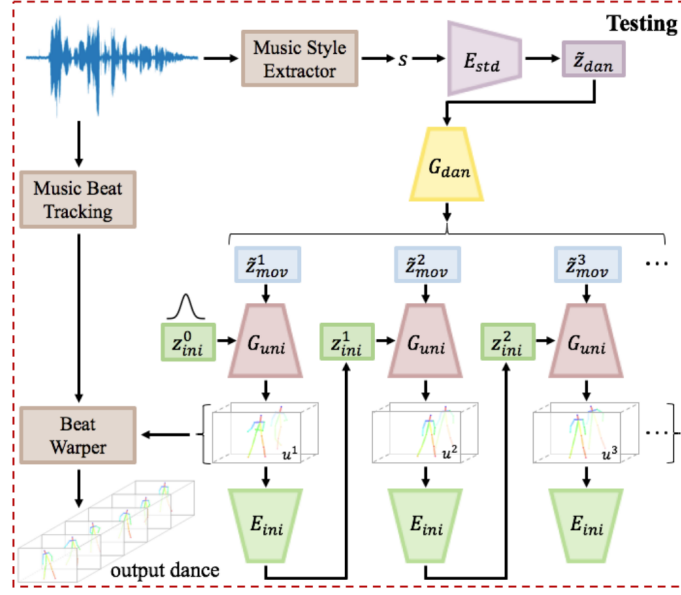 Testing
Music Style
Extractor
s
E_std
z̃_dan
G_dan
Music Beat
Tracking
z̃¹_mov
z̃²_mov
z̃³_mov
...
z⁰_ini
G_uni
z¹_ini
G_uni
z²_ini
G_uni
Beat
Warper
u¹
u²
u³
...
E_ini
E_ini
E_ini
output dance